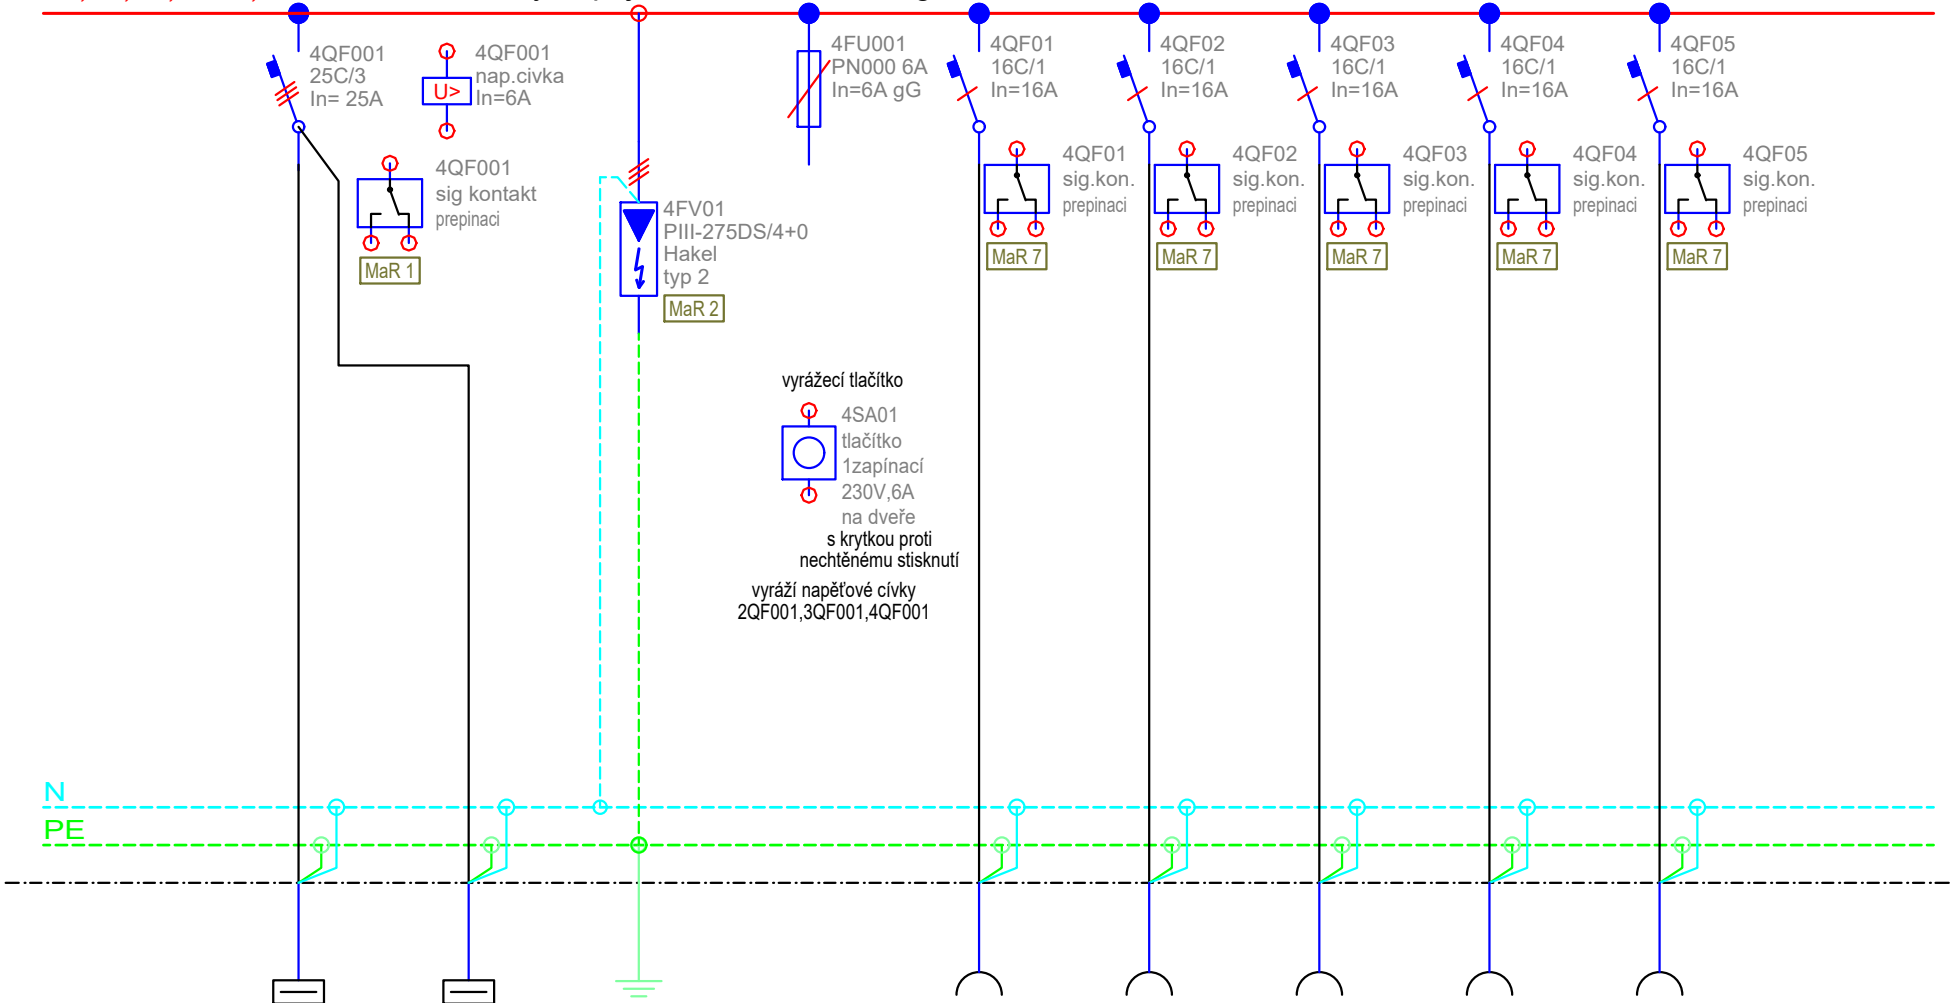 4QF001
25C/3
In= 25A
4QF001
nap.civka
In=6A
U>
4QF001
sig kontakt
prepinaci
MaR 1
4FV01
PIII-275DS/4+0
Hakel
typ 2
MaR 2
4FU001
PN000 6A
In=6A gG
4QF01
16C/1
In=16A
4QF01
sig.kon.
prepinaci
MaR 7
4QF02
16C/1
In=16A
4QF02
sig.kon.
prepinaci
MaR 7
4QF03
16C/1
In=16A
4QF03
sig.kon.
prepinaci
MaR 7
4QF04
16C/1
In=16A
4QF04
sig.kon.
prepinaci
MaR 7
4QF05
16C/1
In=16A
4QF05
sig.kon.
prepinaci
MaR 7
vyrážecí tlačítko
4SA01
tlačítko
1zapínací
230V,6A
na dveře
s krytkou proti
nechtěnému stisknutí
vyráží napěťové cívky
2QF001,3QF001,4QF001
N
PE